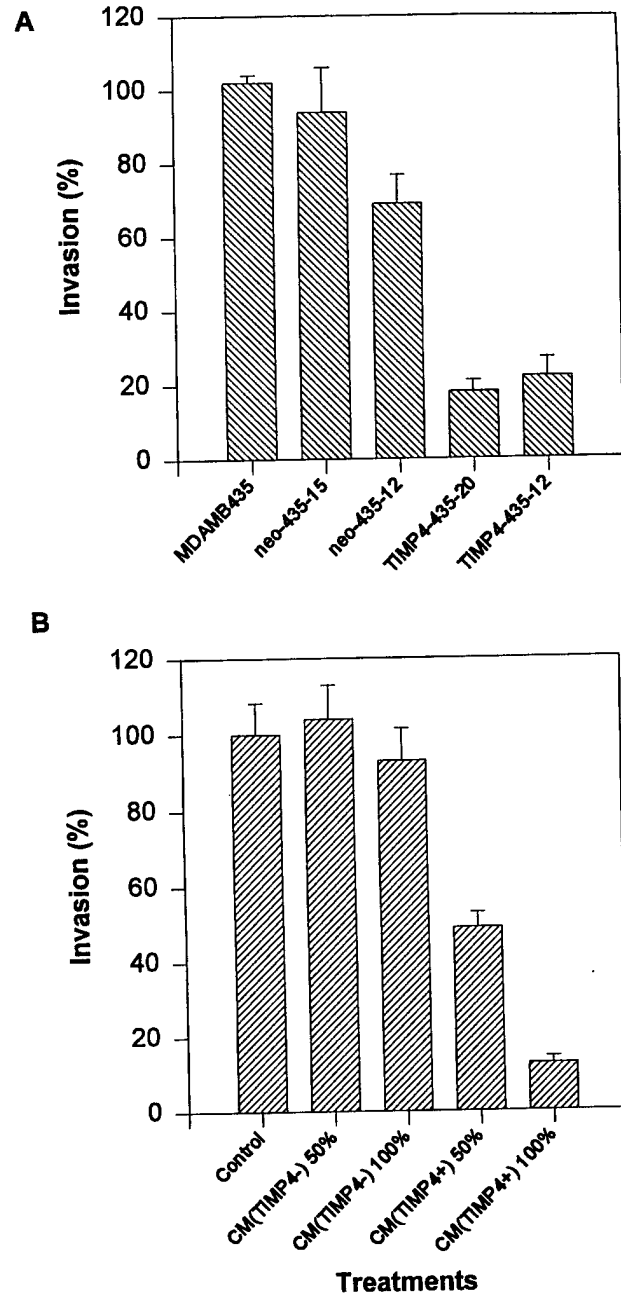 A
120
100
80
60
40
20
0
Invasion (%)
MDAMB435
neo-435-15
neo-435-12
TIMP4-435-20
TIMP4-435-12
B
120
100
80
60
40
20
0
Invasion (%)
Control
CM(TIMP4-) 50%
CM(TIMP4-) 100%
CM(TIMP4+) 50%
CM(TIMP4+) 100%
Treatments